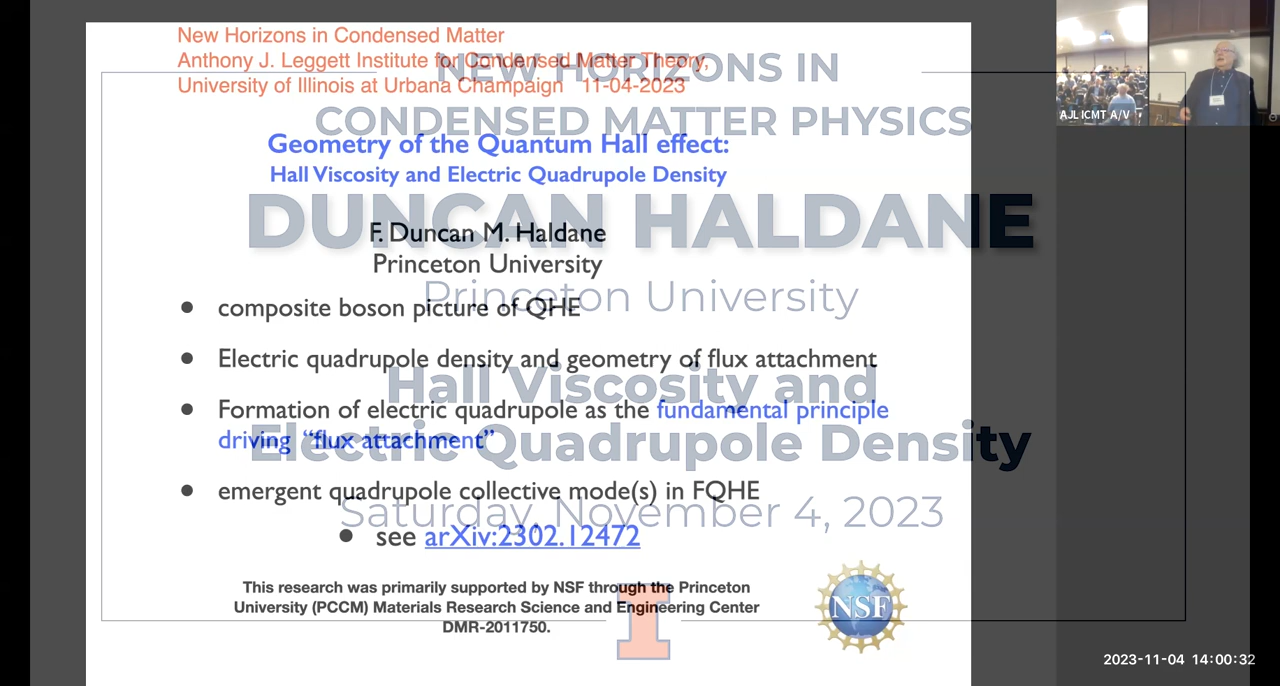 New Horizons in Condensed Matter
Anthony J. Leggett Institute for Condensed Matter Theory,
University of Illinois at Urbana Champaign 11-04-2023
NEW HORIZONS IN
CONDENSED MATTER PHYSICS
Geometry of the Quantum Hall effect:
Hall Viscosity and Electric Quadrupole Density
DUNCAN HALDANE
F. Duncan M. Haldane
Princeton University
Princeton University
• composite boson picture of QHE
• Electric quadrupole density and geometry of flux attachment
Hall Viscosity and
• Formation of electric quadrupole as the fundamental principle
driving “flux attachment”
Electric Quadrupole Density
• emergent quadrupole collective mode(s) in FQHE
Saturday, November 4, 2023
• see arXiv:2302.12472
This research was primarily supported by NSF through the Princeton
University (PCCM) Materials Research Science and Engineering Center
DMR-2011750.
NSF
I
AJL ICMT A/V
2023-11-04 14:00:32